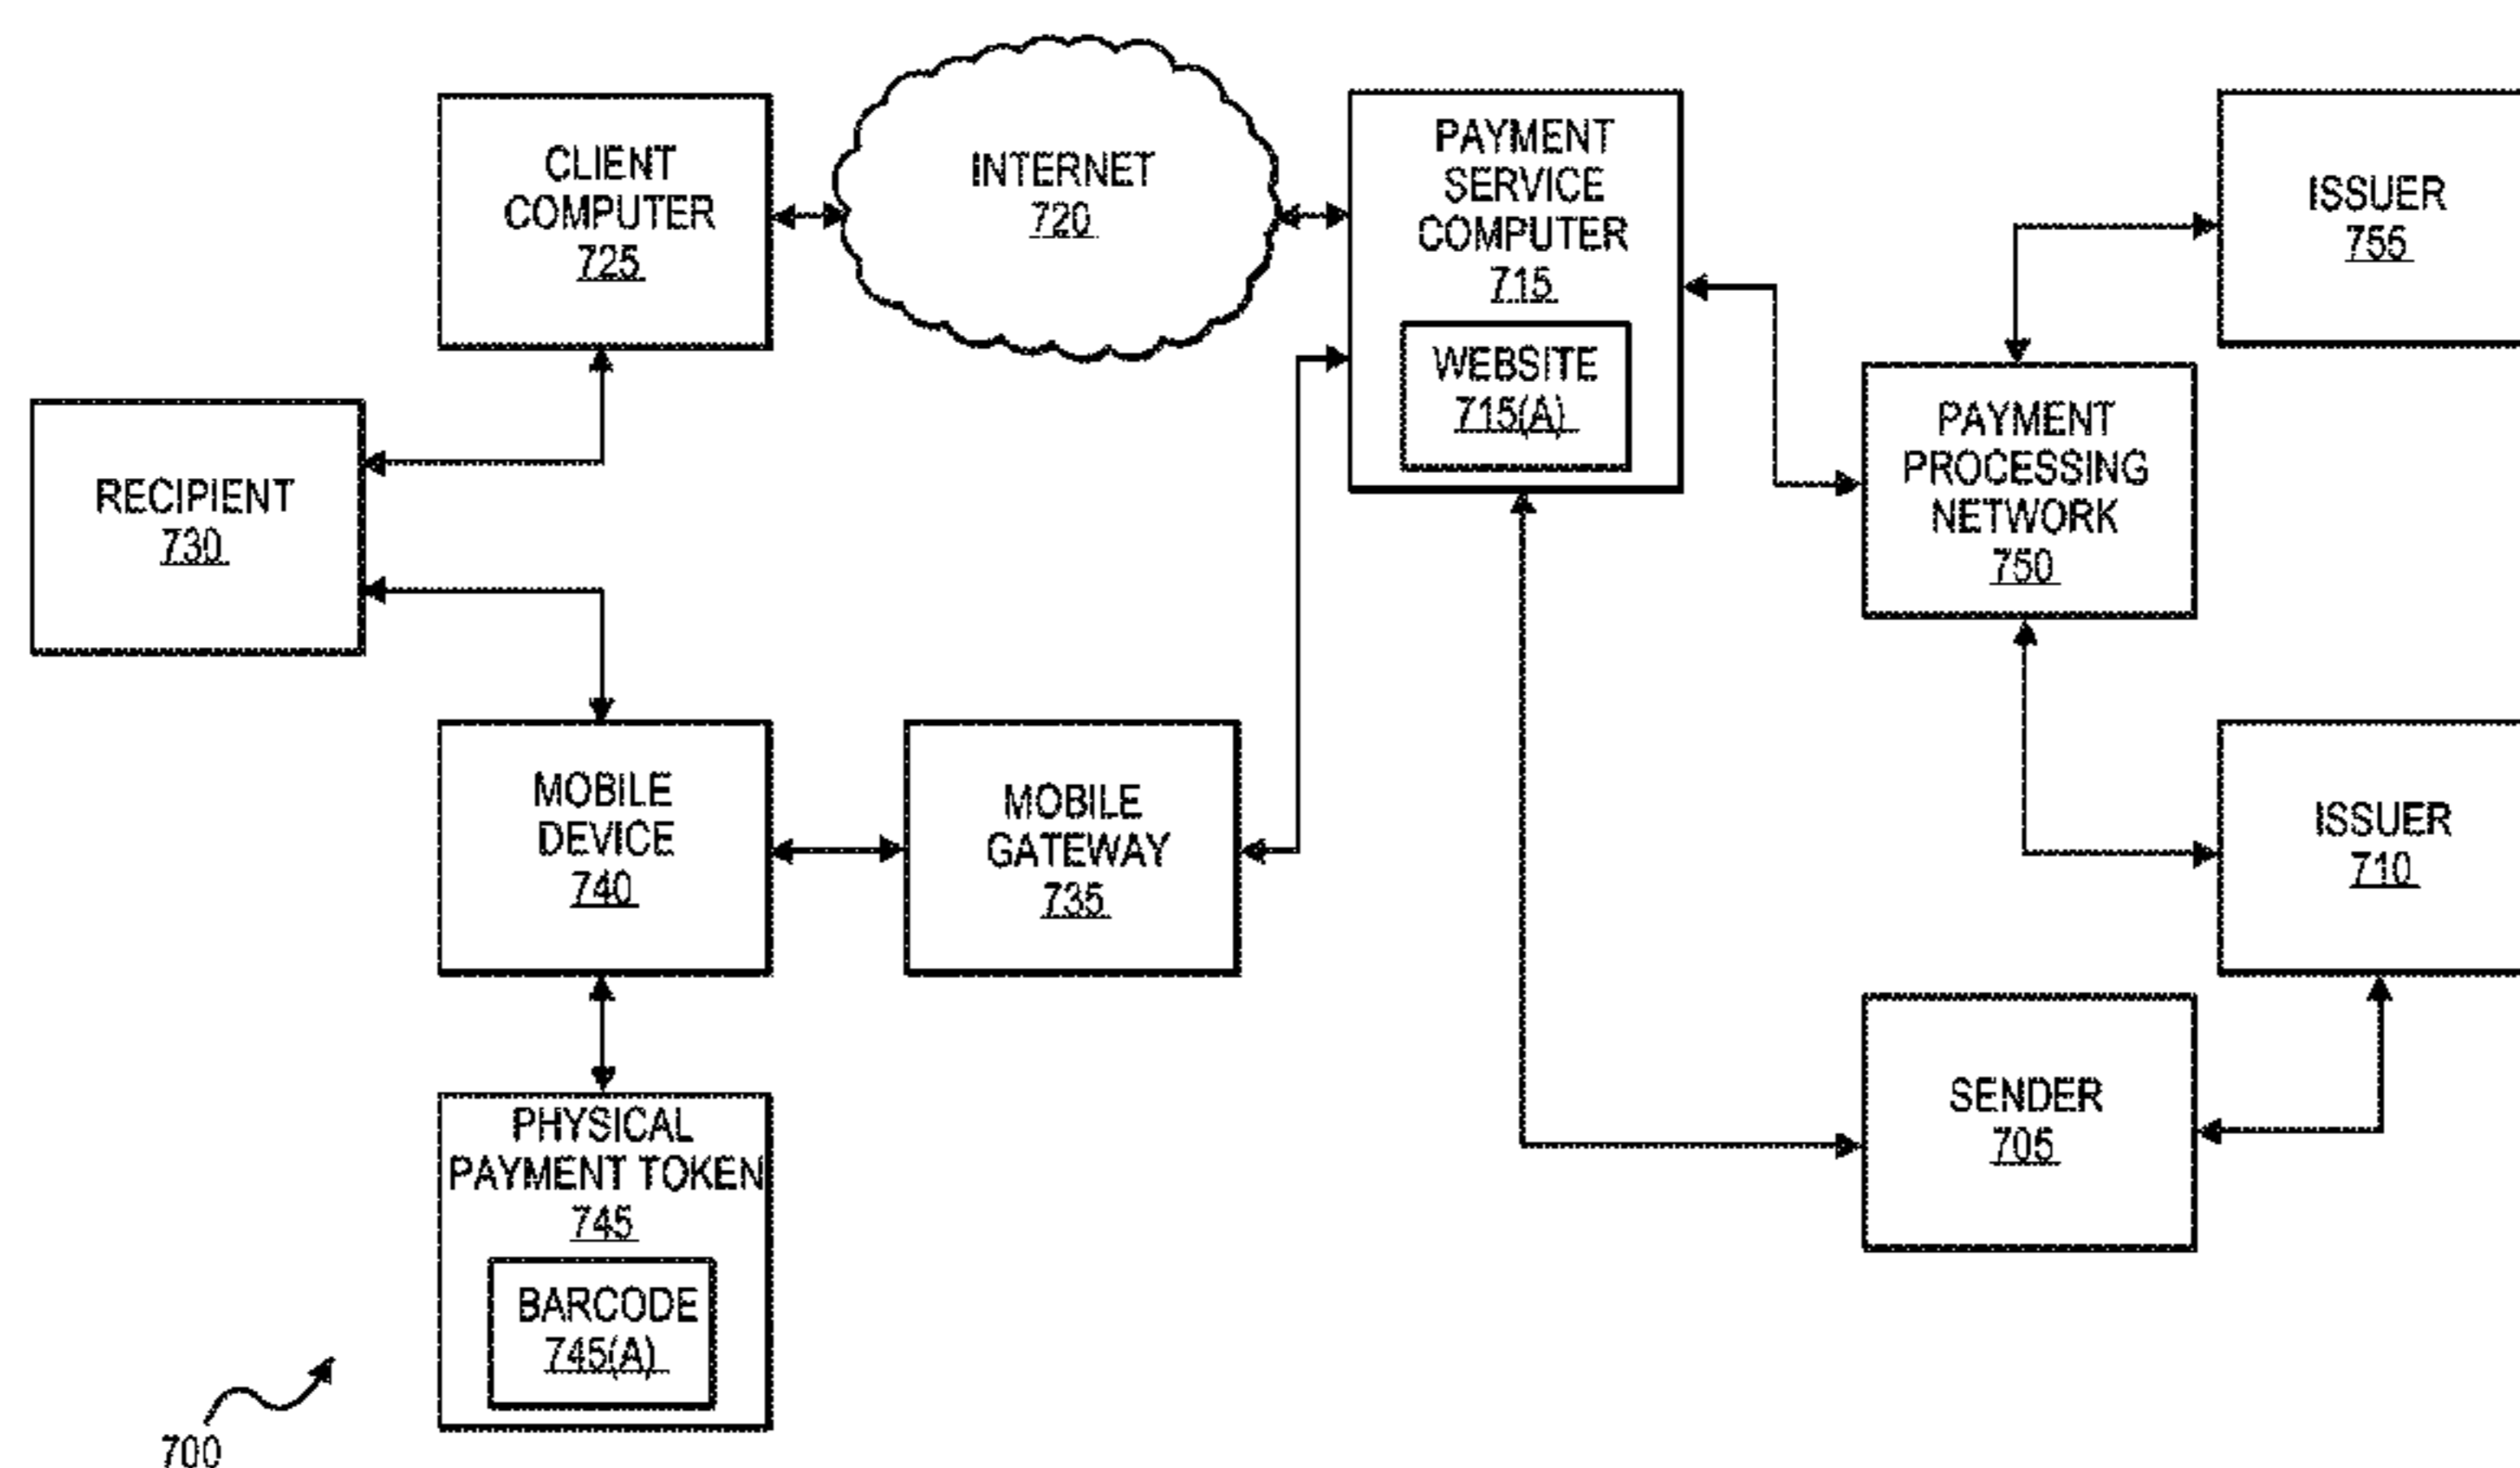 CLIENT
COMPUTER
725
INTERNET
720
PAYMENT
SERVICE
COMPUTER
715
WEBSITE
715(A)
ISSUER
755
RECIPIENT
730
PAYMENT
PROCESSING
NETWORK
750
MOBILE
DEVICE
740
MOBILE
GATEWAY
735
ISSUER
710
PHYSICAL
PAYMENT TOKEN
745
BARCODE
745(A)
SENDER
705
700